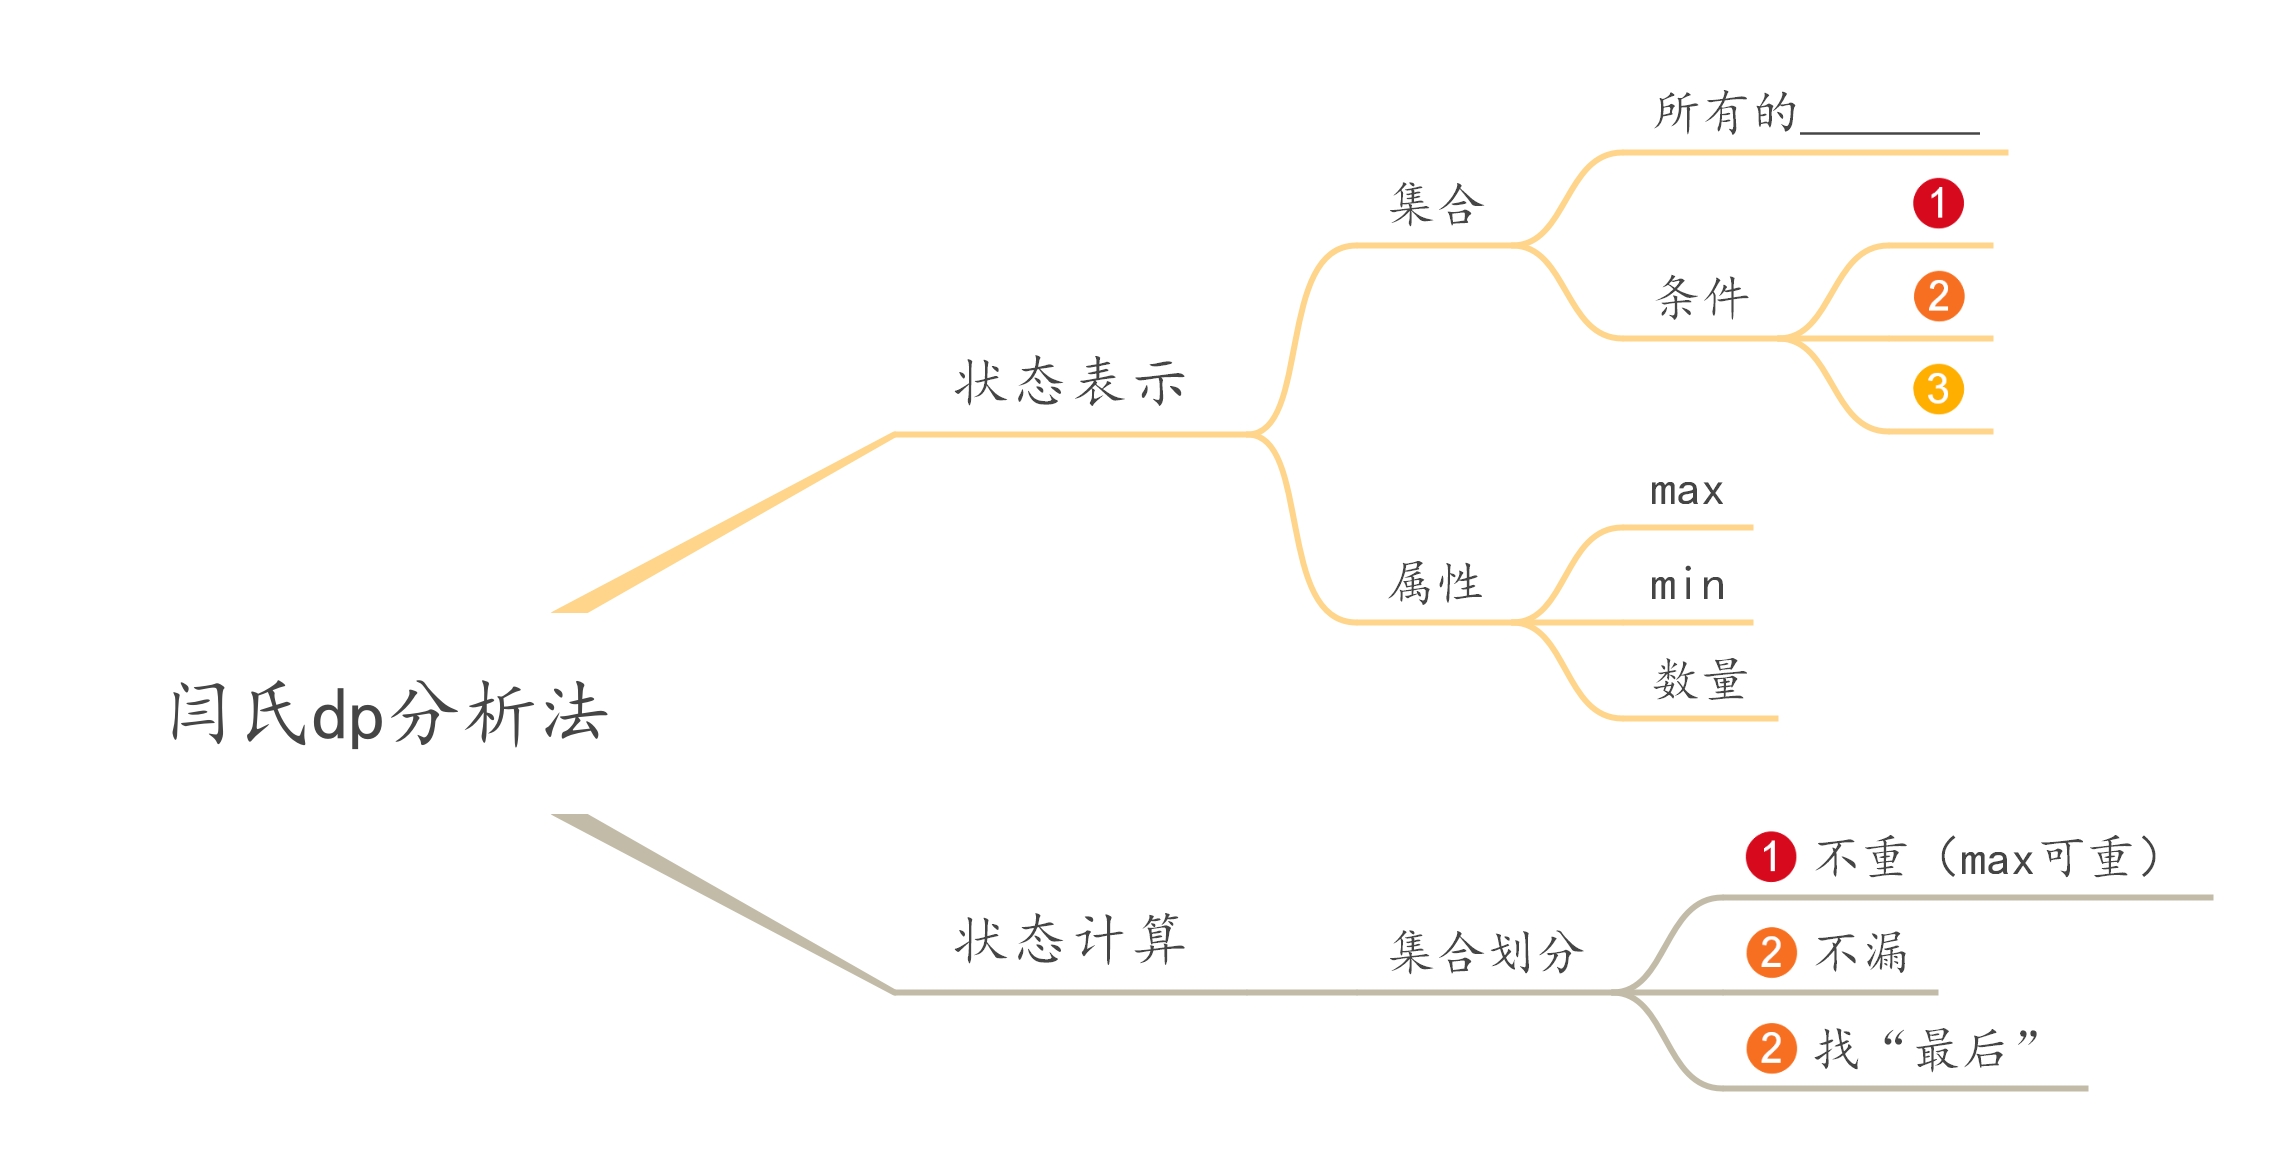 所有的________
集合
1
条件
2
状态表示
3
max
属性
min
数量
闫氏dp分析法
1 不重（max可重）
状态计算
集合划分
2 不漏
2 找“最后”